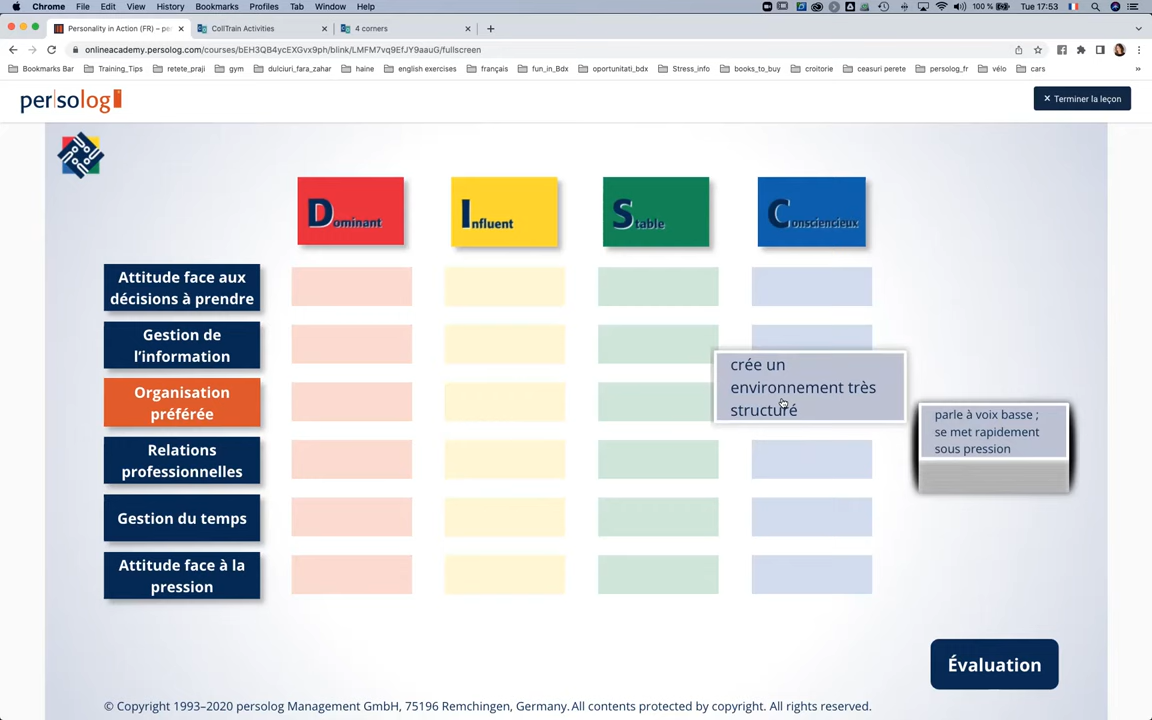 Chrome File Edit View History Bookmarks Profiles Tab Window Help 100 % Tue 17:53
Personality in Action (FR) – pe CollTrain Activities 4 corners
onlineacademy.persolog.com/courses/bEH3QB4ycEXGvx9ph/blink/LMFM7vq9EfJY9aauG/fullscreen
Bookmarks Bar Training_Tips retete_praji gym dulciuri_fara_zahar haine english exercises français fun_in_Bdx oportunitati_bdx Stress_info books_to_buy croitorie ceasuri perete persolog_fr vélo cars »
persolog
× Terminer la leçon
Dominant Influent Stable Consciencieux
Attitude face aux
décisions à prendre
Gestion de
l'information
crée un
environnement très
structuré
Organisation
préférée
parle à voix basse ;
se met rapidement
sous pression
Relations
professionnelles
Gestion du temps
Attitude face à la
pression
Évaluation
© Copyright 1993–2020 persolog Management GmbH, 75196 Remchingen, Germany. All contents protected by copyright. All rights reserved.